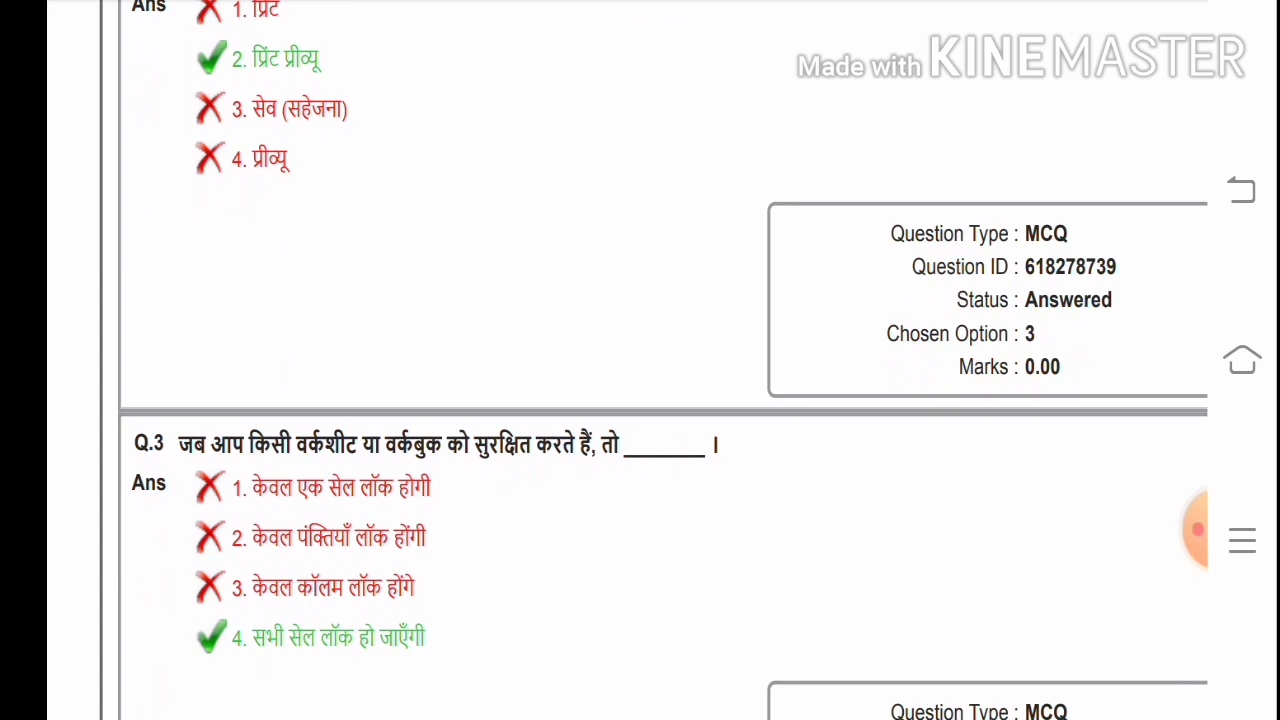 Ans
1. प्रिंट
2. प्रिंट प्रीव्यू
Made with KINEMASTER
3. सेव (सहेजना)
4. प्रीव्यू
Question Type : MCQ
Question ID : 618278739
Status : Answered
Chosen Option : 3
Marks : 0.00
Q.3 जब आप किसी वर्कशीट या वर्कबुक को सुरक्षित करते हैं, तो ________ ।
Ans
1. केवल एक सेल लॉक होगी
2. केवल पंक्तियाँ लॉक होंगी
3. केवल कॉलम लॉक होंगे
4. सभी सेल लॉक हो जाएँगी
Question Type : MCQ